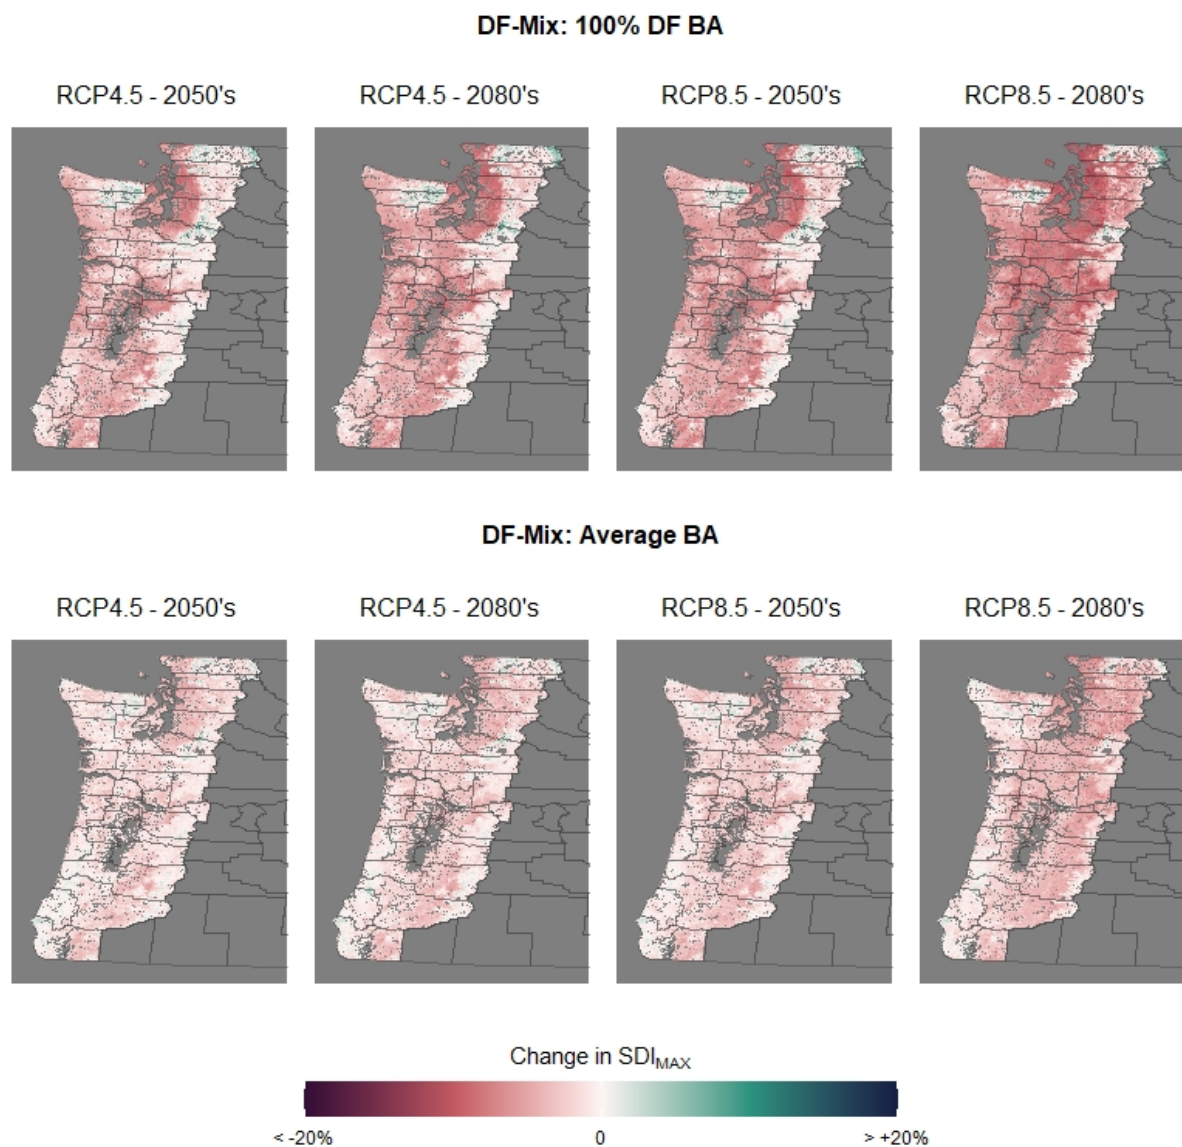 DF-Mix: 100% DF BA
RCP4.5 - 2050's RCP4.5 - 2080's RCP8.5 - 2050's RCP8.5 - 2080's
DF-Mix: Average BA
RCP4.5 - 2050's RCP4.5 - 2080's RCP8.5 - 2050's RCP8.5 - 2080's
Change in SDIMAX
< -20% 0 > +20%